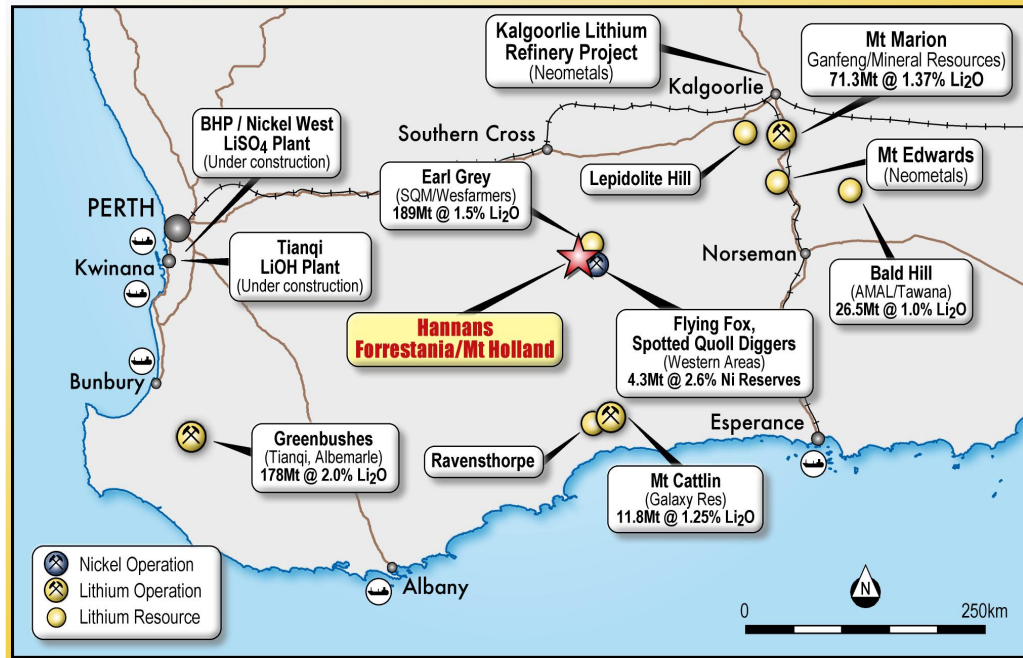 Kalgoorlie Lithium
Refinery Project
(Neometals)
Mt Marion
Ganfeng/Mineral Resources)
71.3Mt @ 1.37% Li₂O
Kalgoorlie
BHP / Nickel West
LiSO₄ Plant
(Under construction)
Southern Cross
Lepidolite Hill
Mt Edwards
(Neometals)
Earl Grey
(SQM/Wesfarmers)
189Mt @ 1.5% Li₂O
PERTH
Kwinana
Tianqi
LiOH Plant
(Under construction)
Norseman
Bald Hill
(AMAL/Tawana)
26.5Mt @ 1.0% Li₂O
Hannans
Forrestania/Mt Holland
Flying Fox,
Spotted Quoll Diggers
(Western Areas)
4.3Mt @ 2.6% Ni Reserves
Bunbury
Esperance
Greenbushes
(Tianqi, Albemarle)
178Mt @ 2.0% Li₂O
Ravensthorpe
Mt Cattlin
(Galaxy Res)
11.8Mt @ 1.25% Li₂O
Albany
Nickel Operation
Lithium Operation
Lithium Resource
N
0 250km